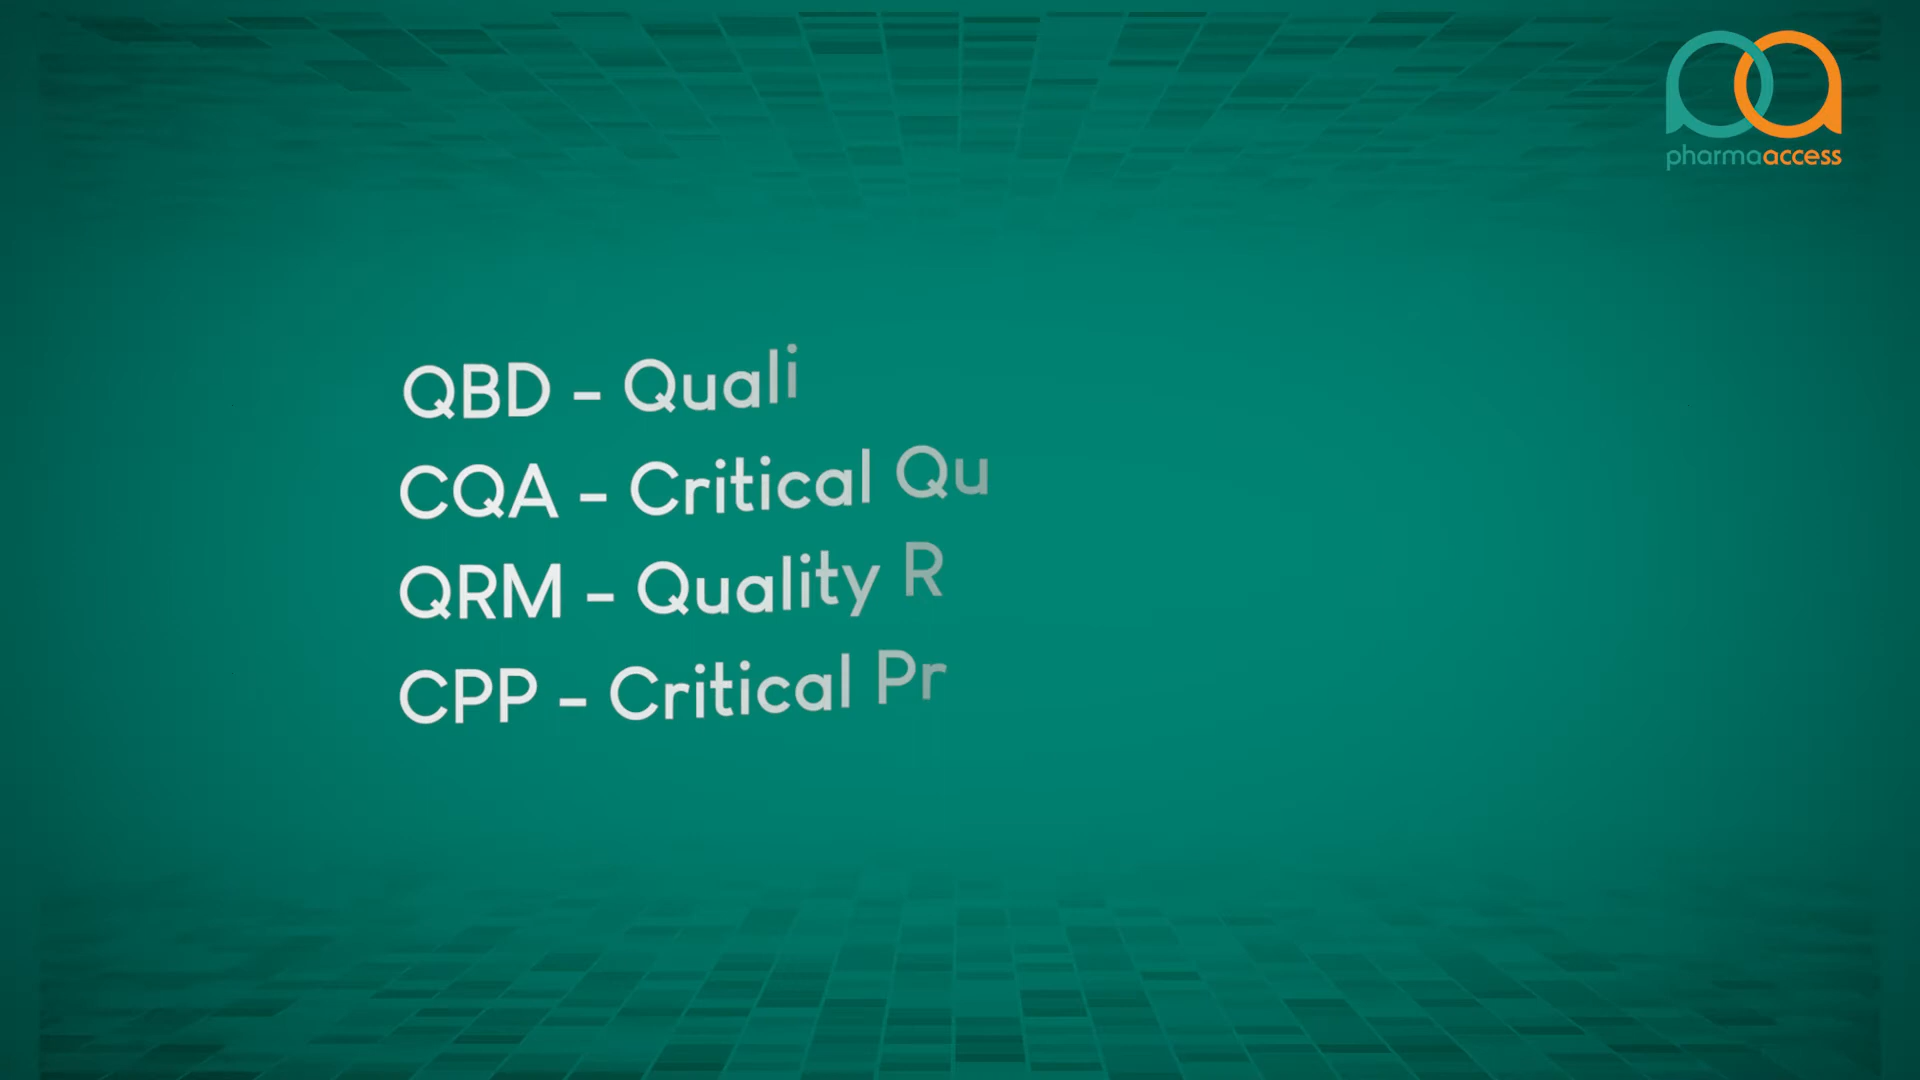 pharmaaccess
QBD - Quali
CQA - Critical Qu
QRM - Quality R
CPP - Critical Pr